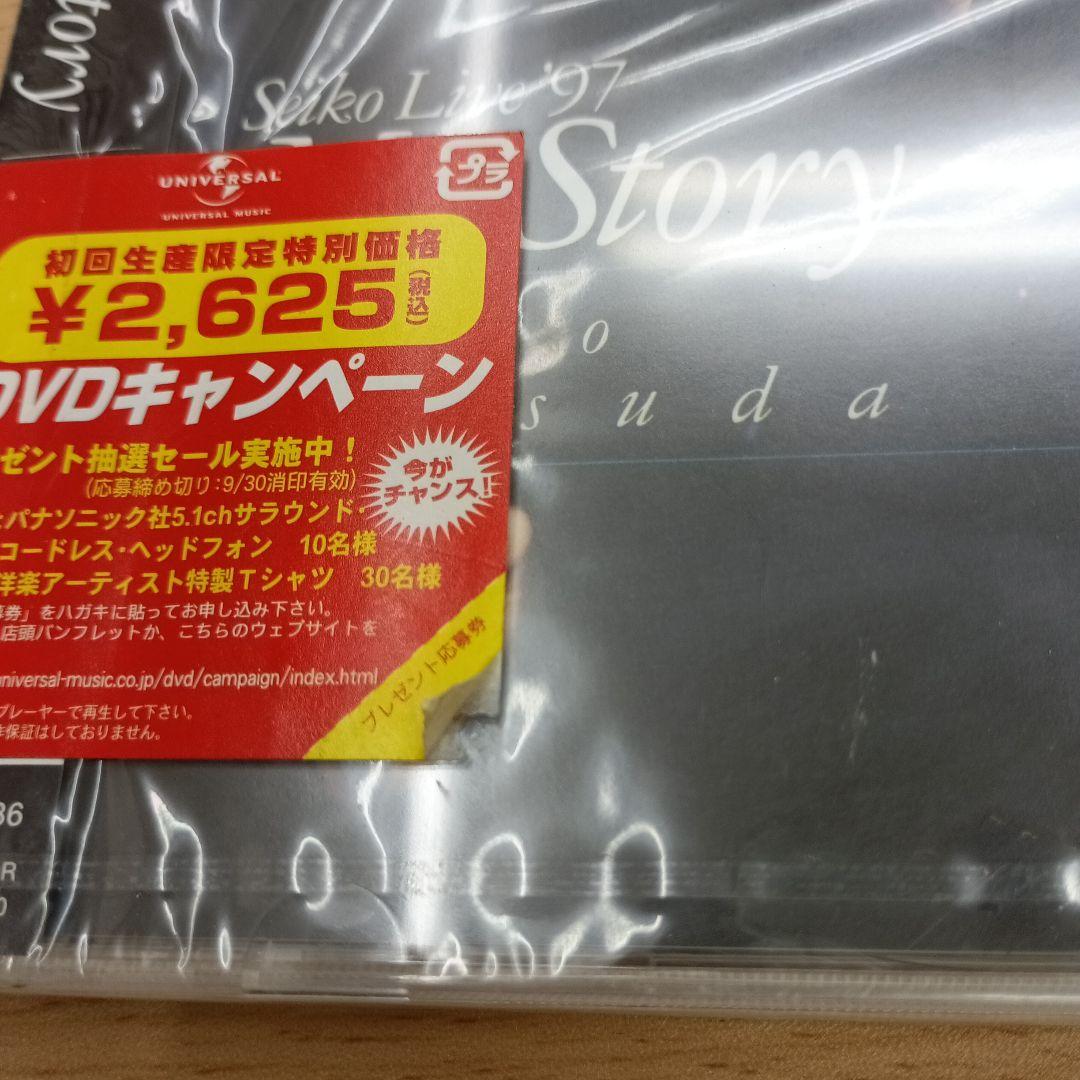 tory
Seiko Live '97
Story
o
suda
UNIVERSAL
UNIVERSAL MUSIC
プラ
初回生産限定特別価格
¥2,625(税込)
DVDキャンペーン
ゼント抽選セール実施中！
(応募締め切り：9/30消印有効)
今が
チャンス！
パナソニック社5.1chサラウンド・
コードレス・ヘッドフォン 10名様
洋楽アーティスト特製Ｔシャツ 30名様
券」をハガキに貼ってお申し込み下さい。
店頭パンフレットか、こちらのウェブサイトを
universal-music.co.jp/dvd/campaign/index.html
プレーヤーで再生して下さい。
保証はしておりません。
プレゼント応募券
36
R
0